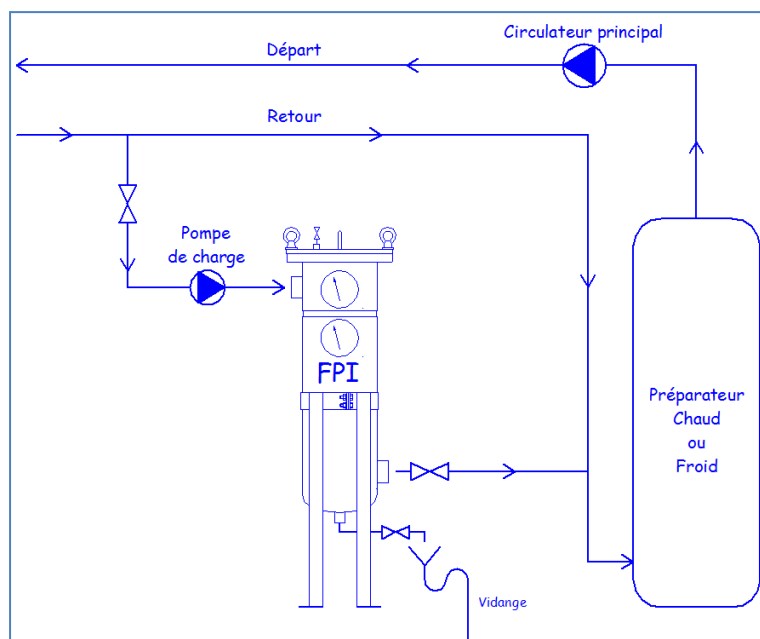 Circulateur principal
Départ
Retour
Pompe
de charge
FPI
Préparateur
Chaud
ou
Froid
Vidange